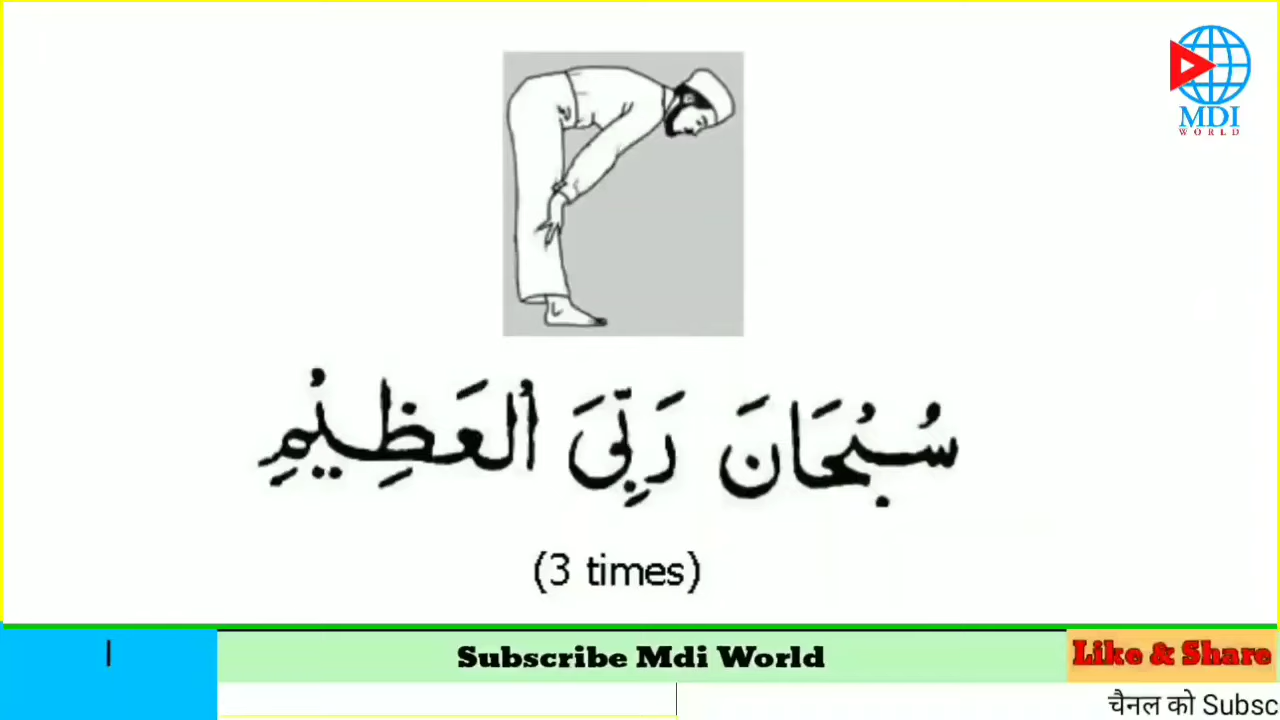 MDI
WORLD
سُبْحَانَ رَبِّيَ الْعَظِيْمِ
(3 times)
Subscribe Mdi World
Like & Share
चैनल को Subsc